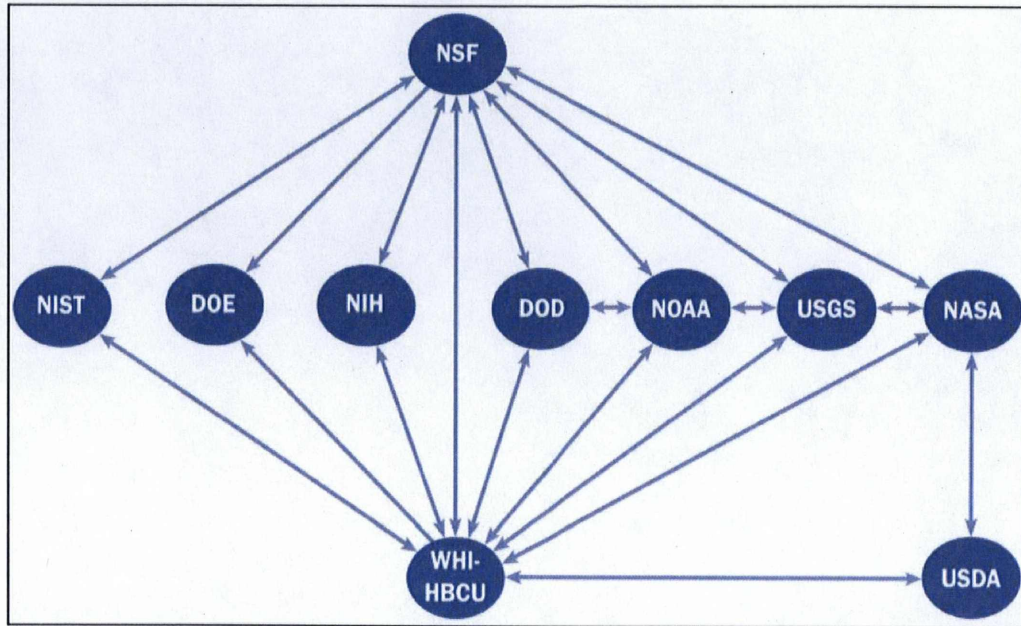 NSF
NIST
DOE
NIH
DOD
NOAA
USGS
NASA
WHI-
HBCU
USDA